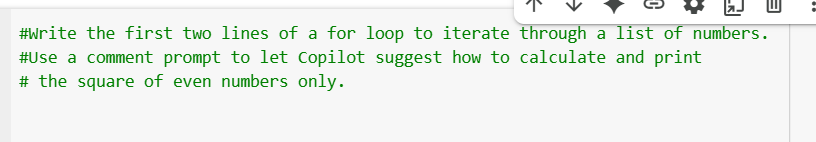 #Write the first two lines of a for loop to iterate through a list of numbers.
#Use a comment prompt to let Copilot suggest how to calculate and print
# the square of even numbers only.